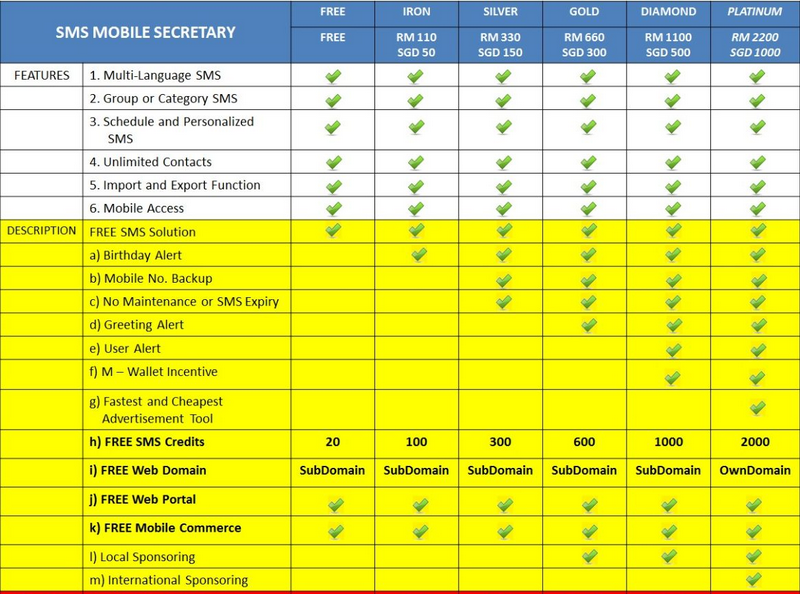 SMS MOBILE SECRETARY
FREE IRON SILVER GOLD DIAMOND PLATINUM
FREE RM 110 RM 330 RM 660 RM 1100 RM 2200
SGD 50 SGD 150 SGD 300 SGD 500 SGD 1000
FEATURES 1. Multi-Language SMS
2. Group or Category SMS
3. Schedule and Personalized
SMS
4. Unlimited Contacts
5. Import and Export Function
6. Mobile Access
DESCRIPTION FREE SMS Solution
a) Birthday Alert
b) Mobile No. Backup
c) No Maintenance or SMS Expiry
d) Greeting Alert
e) User Alert
f) M – Wallet Incentive
g) Fastest and Cheapest
Advertisement Tool
h) FREE SMS Credits 20 100 300 600 1000 2000
i) FREE Web Domain SubDomain SubDomain SubDomain SubDomain SubDomain OwnDomain
j) FREE Web Portal
k) FREE Mobile Commerce
l) Local Sponsoring
m) International Sponsoring